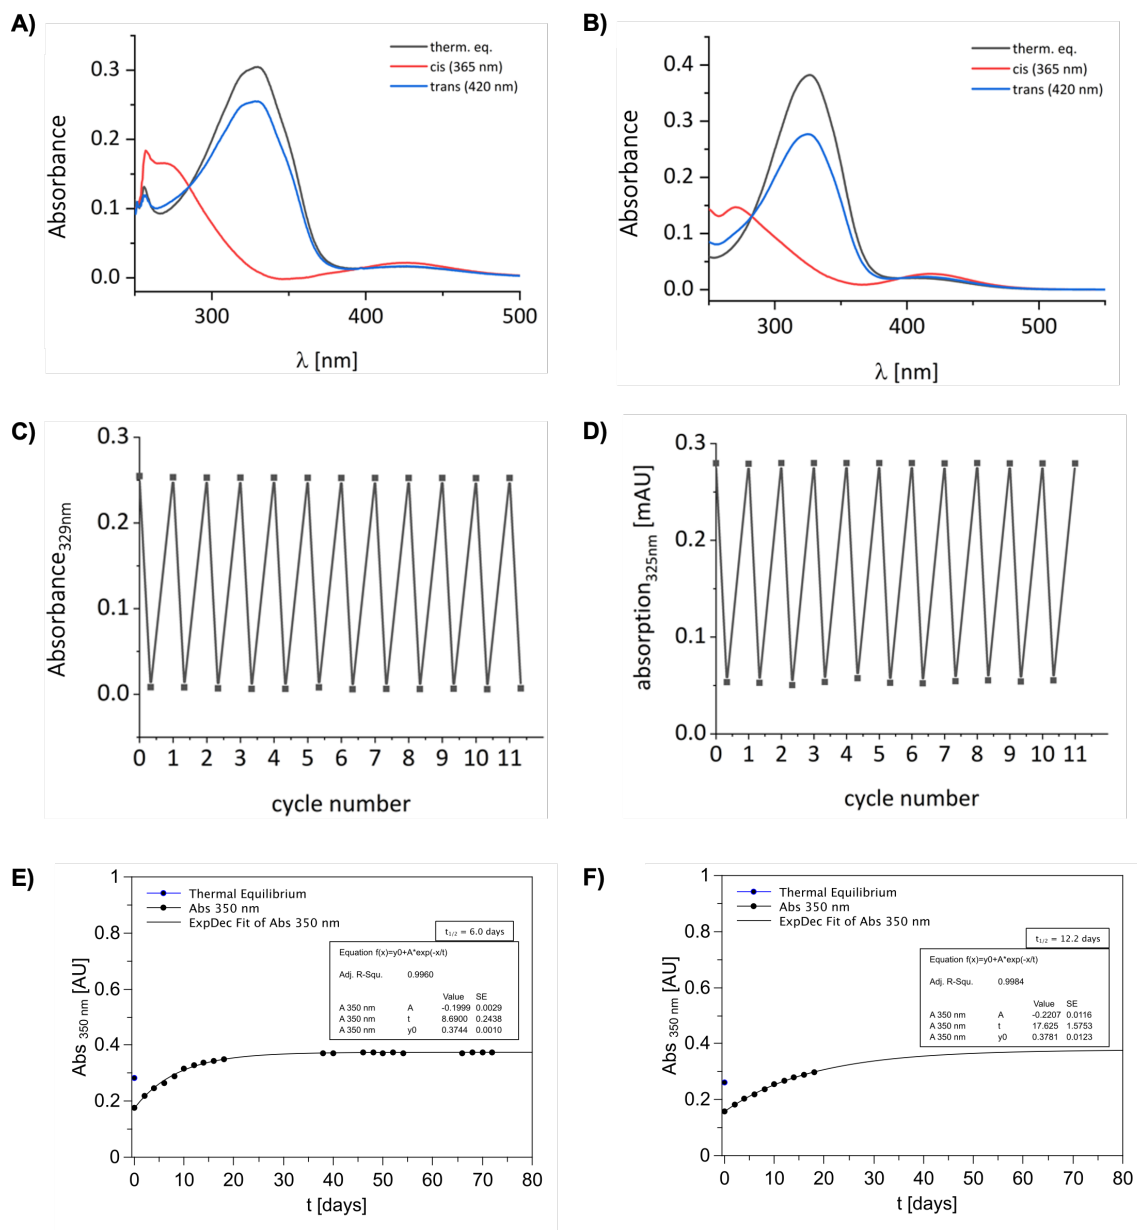 A)
therm. eq.
cis (365 nm)
trans (420 nm)
0.3
0.2
0.1
0.0
Absorbance
300
400
500
λ [nm]
B)
therm. eq.
cis (365 nm)
trans (420 nm)
0.4
0.3
0.2
0.1
0.0
Absorbance
300
400
500
λ [nm]
C)
0.3
0.2
0.1
0.0
Absorbance329nm
0 1 2 3 4 5 6 7 8 9 10 11
cycle number
D)
0.3
0.2
0.1
0.0
absorption325nm [mAU]
0 1 2 3 4 5 6 7 8 9 10 11
cycle number
E)
1
0.8
0.6
0.4
0.2
0
Abs 350 nm [AU]
Thermal Equilibrium
Abs 350 nm
ExpDec Fit of Abs 350 nm
t1/2 = 6.0 days
Equation f(x)=y0+A*exp(-x/t)
Adj. R-Squ. 0.9960
Value SE
A 350 nm A -0.1999 0.0029
A 350 nm t 8.6900 0.2438
A 350 nm y0 0.3744 0.0010
0 10 20 30 40 50 60 70 80
t [days]
F)
1
0.8
0.6
0.4
0.2
0
Abs 350 nm [AU]
Thermal Equilibrium
Abs 350 nm
ExpDec Fit of Abs 350 nm
t1/2 = 12.2 days
Equation f(x)=y0+A*exp(-x/t)
Adj. R-Squ. 0.9984
Value SE
A 350 nm A -0.2207 0.0116
A 350 nm t 17.625 1.5753
A 350 nm y0 0.3781 0.0123
0 10 20 30 40 50 60 70 80
t [days]